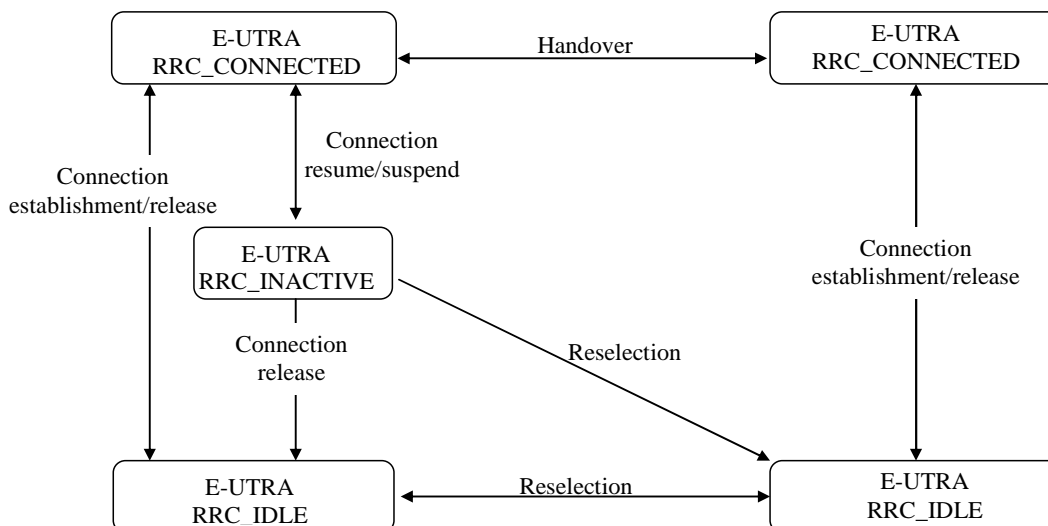 E-UTRA
RRC_CONNECTED
Handover
E-UTRA
RRC_CONNECTED
Connection
resume/suspend
Connection
establishment/release
E-UTRA
RRC_INACTIVE
Connection
establishment/release
Connection
release
Reselection
E-UTRA
RRC_IDLE
Reselection
E-UTRA
RRC_IDLE